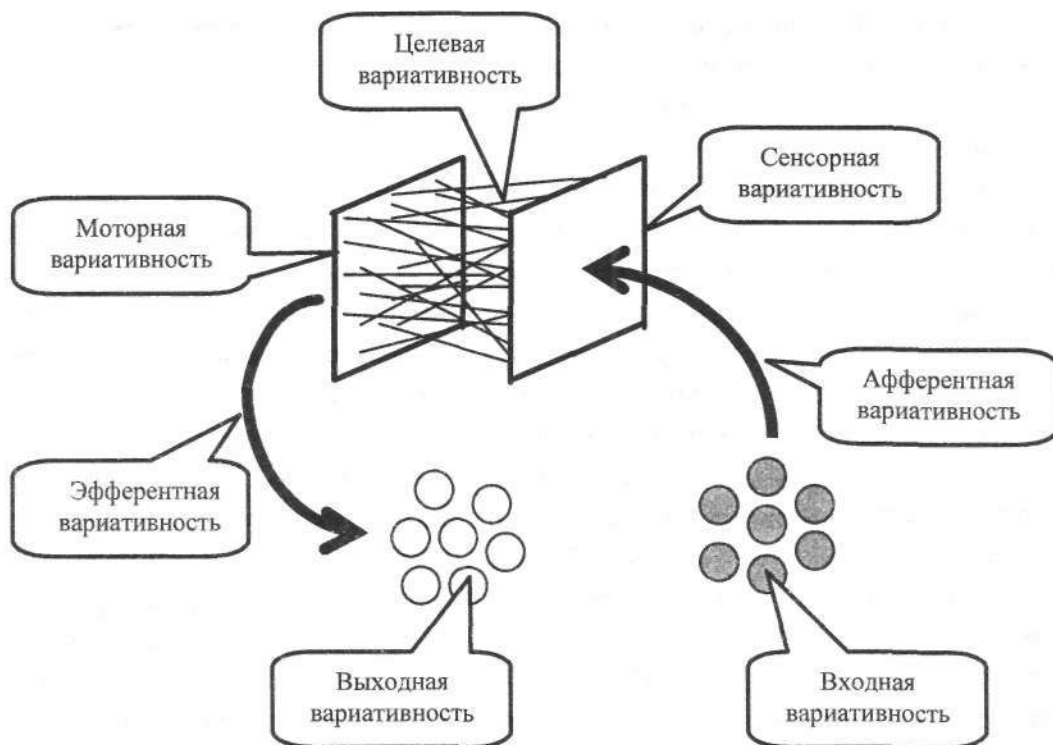 Целевая
вариативность
Сенсорная
вариативность
Моторная
вариативность
Афферентная
вариативность
Эфферентная
вариативность
Выходная
вариативность
Входная
вариативность